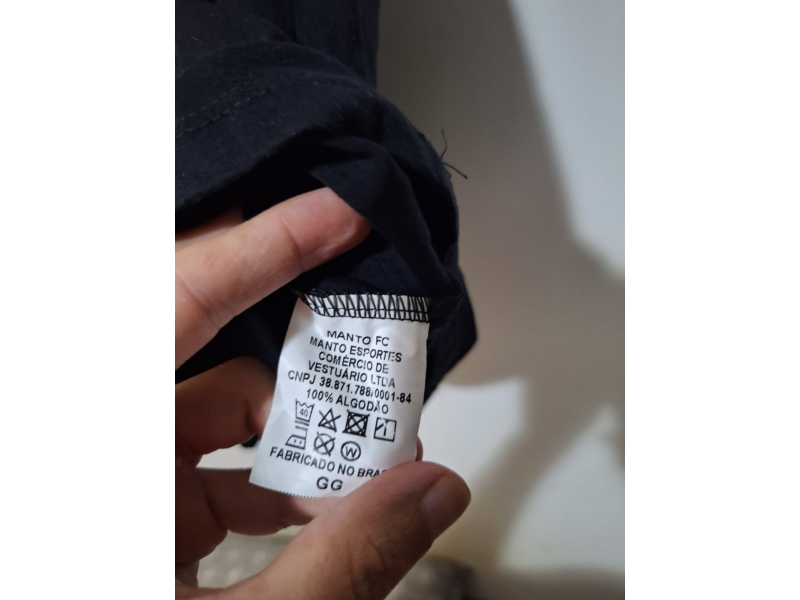 MANTO FC
MANTO ESPORTES
COMÉRCIO DE
VESTUÁRIO LTDA
CNPJ 38.871.788/0001-84
100% ALGODÃO
40
W
FABRICADO NO
GG